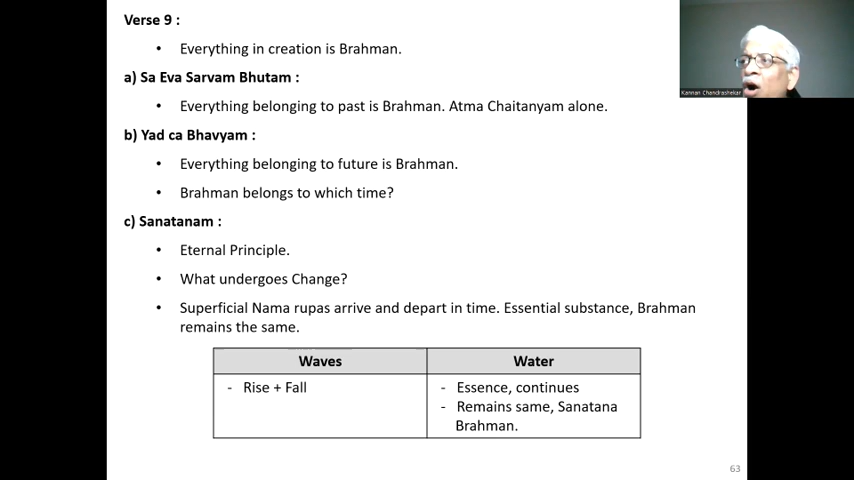 Verse 9 :
• Everything in creation is Brahman.
a) Sa Eva Sarvam Bhutam :
• Everything belonging to past is Brahman. Atma Chaitanyam alone.
b) Yad ca Bhavyam :
• Everything belonging to future is Brahman.
• Brahman belongs to which time?
c) Sanatanam :
• Eternal Principle.
• What undergoes Change?
• Superficial Nama rupas arrive and depart in time. Essential substance, Brahman
remains the same.
Waves
Water
- Rise + Fall
- Essence, continues
- Remains same, Sanatana
Brahman.
63
Kannan Chandrashekar